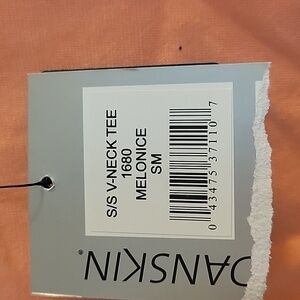 S/S V-NECK TEE
1680
MELONICE
SM
0 43475 37110 7
DANSKIN®